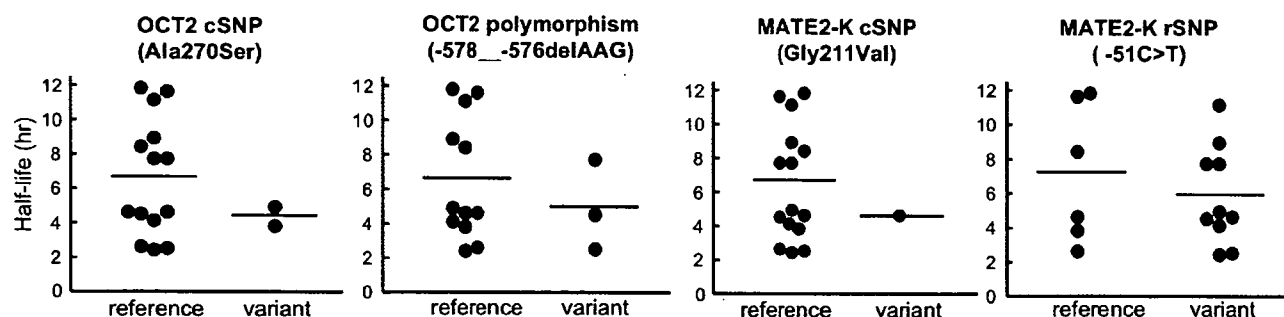 OCT2 cSNP
(Ala270Ser)
OCT2 polymorphism
(-578__-576delAAG)
MATE2-K cSNP
(Gly211Val)
MATE2-K rSNP
( -51C>T)
Half-life (hr)
12
10
8
6
4
2
0
reference
variant
12
10
8
6
4
2
0
reference
variant
12
10
8
6
4
2
0
reference
variant
12
10
8
6
4
2
0
reference
variant